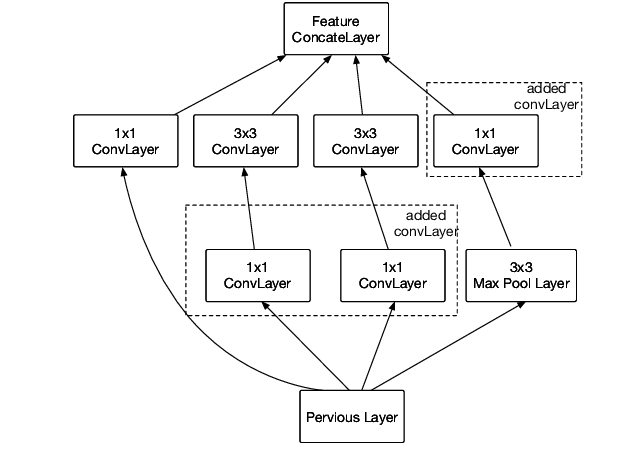 Feature
ConcateLayer
added
convLayer
1x1
ConvLayer
3x3
ConvLayer
3x3
ConvLayer
1x1
ConvLayer
added
convLayer
1x1
ConvLayer
1x1
ConvLayer
3x3
Max Pool Layer
Pervious Layer